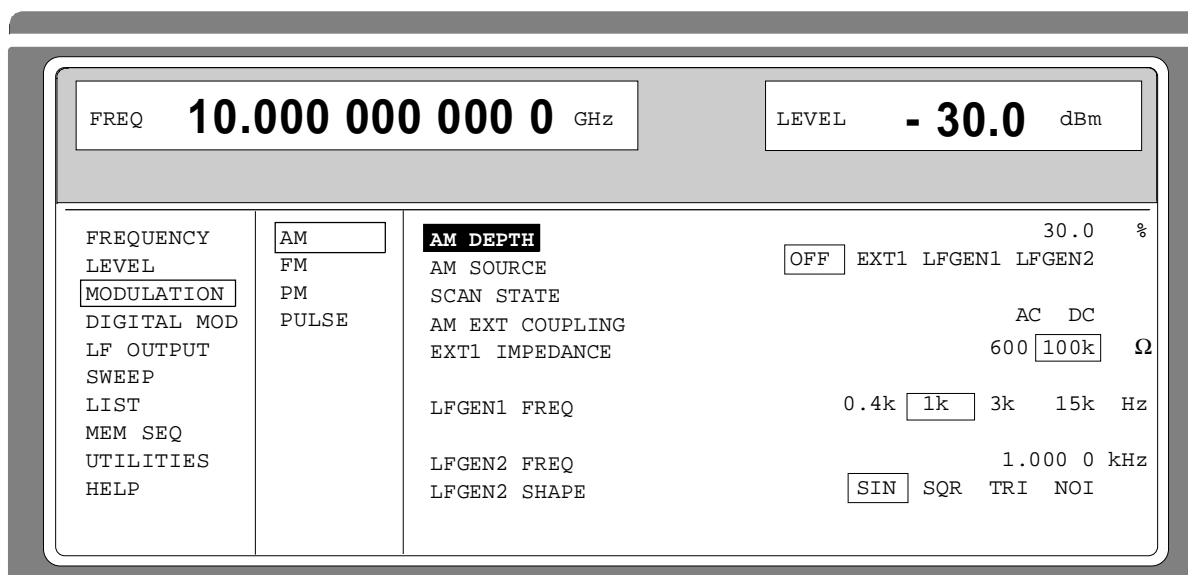 FREQ 10.000 000 000 0 GHz LEVEL - 30.0 dBm
FREQUENCY AM AM DEPTH 30.0 %
LEVEL FM AM SOURCE OFF EXT1 LFGEN1 LFGEN2
MODULATION PM SCAN STATE
DIGITAL MOD PULSE AM EXT COUPLING AC DC
LF OUTPUT EXT1 IMPEDANCE 600 100k Ω
SWEEP
LIST LFGEN1 FREQ 0.4k 1k 3k 15k Hz
MEM SEQ
UTILITIES LFGEN2 FREQ 1.000 0 kHz
HELP LFGEN2 SHAPE SIN SQR TRI NOI